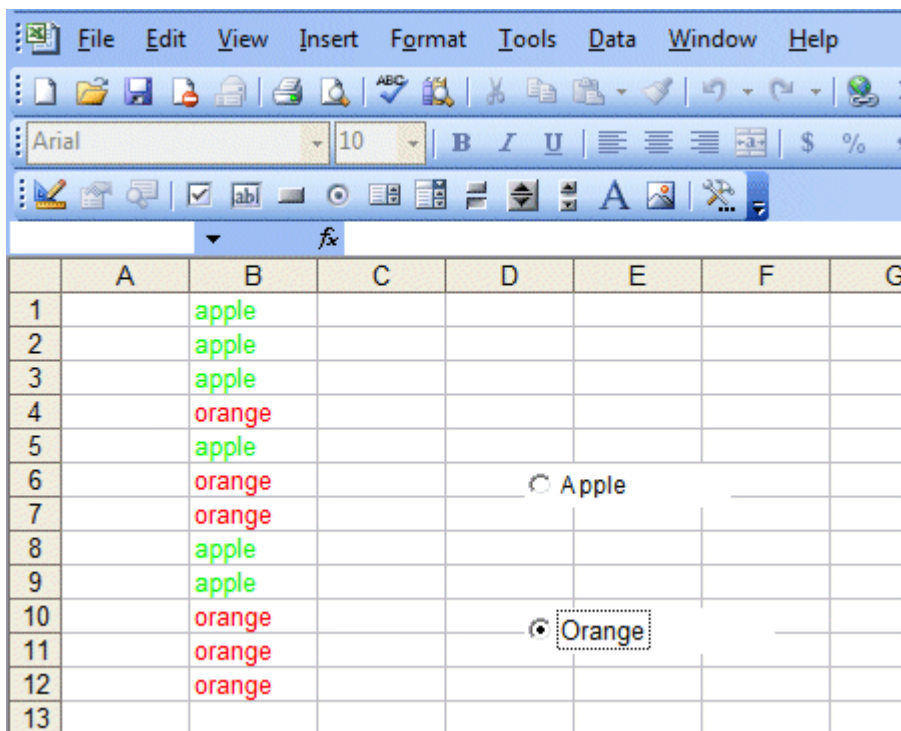 File Edit View Insert Format Tools Data Window Help
ABC
Arial 10 B I U a $ %
ab A
fx
A B C D E F G
1 apple
2 apple
3 apple
4 orange
5 apple
6 orange Apple
7 orange
8 apple
9 apple
10 orange Orange
11 orange
12 orange
13